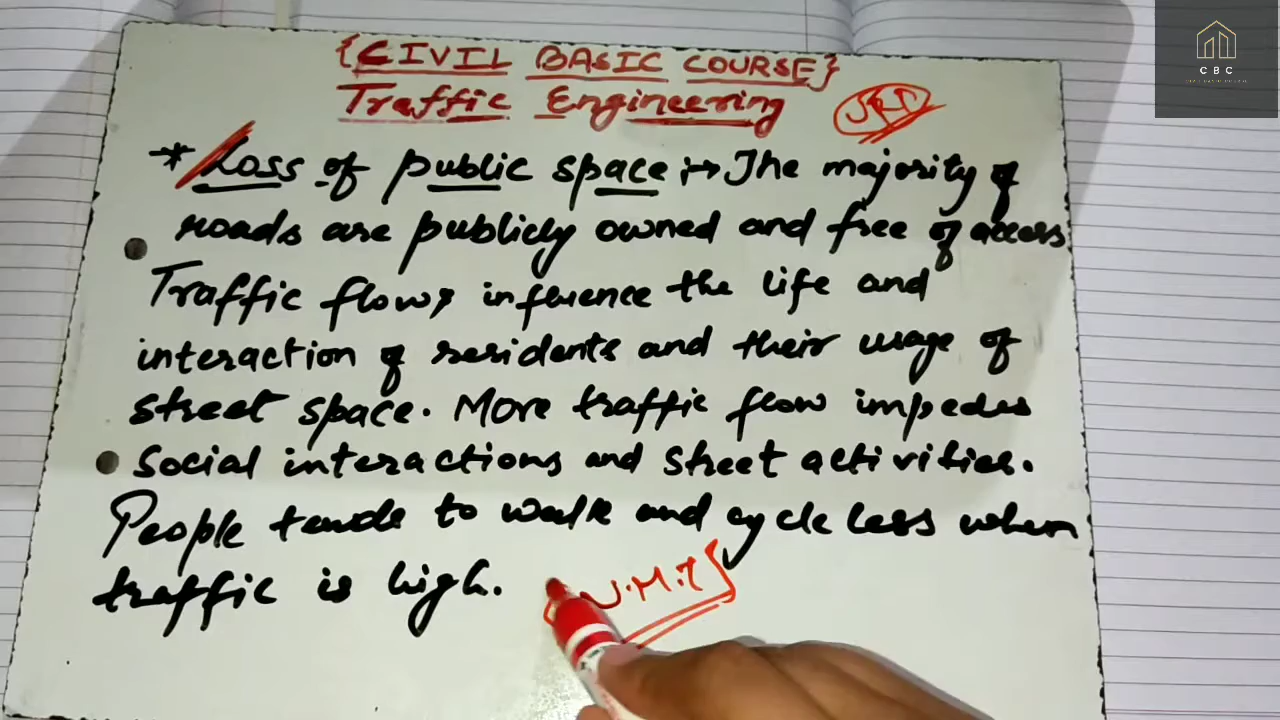 {CIVIL BASIC COURSE}
Traffic Engineering
* Loss of public space :→ The majority of
roads are publicly owned and free of access
Traffic flows influence the life and
interaction of residents and their usage of
street space. More traffic flow impedes
social interactions and street activities.
People tends to walk and cycle less when
traffic is high.
CBC